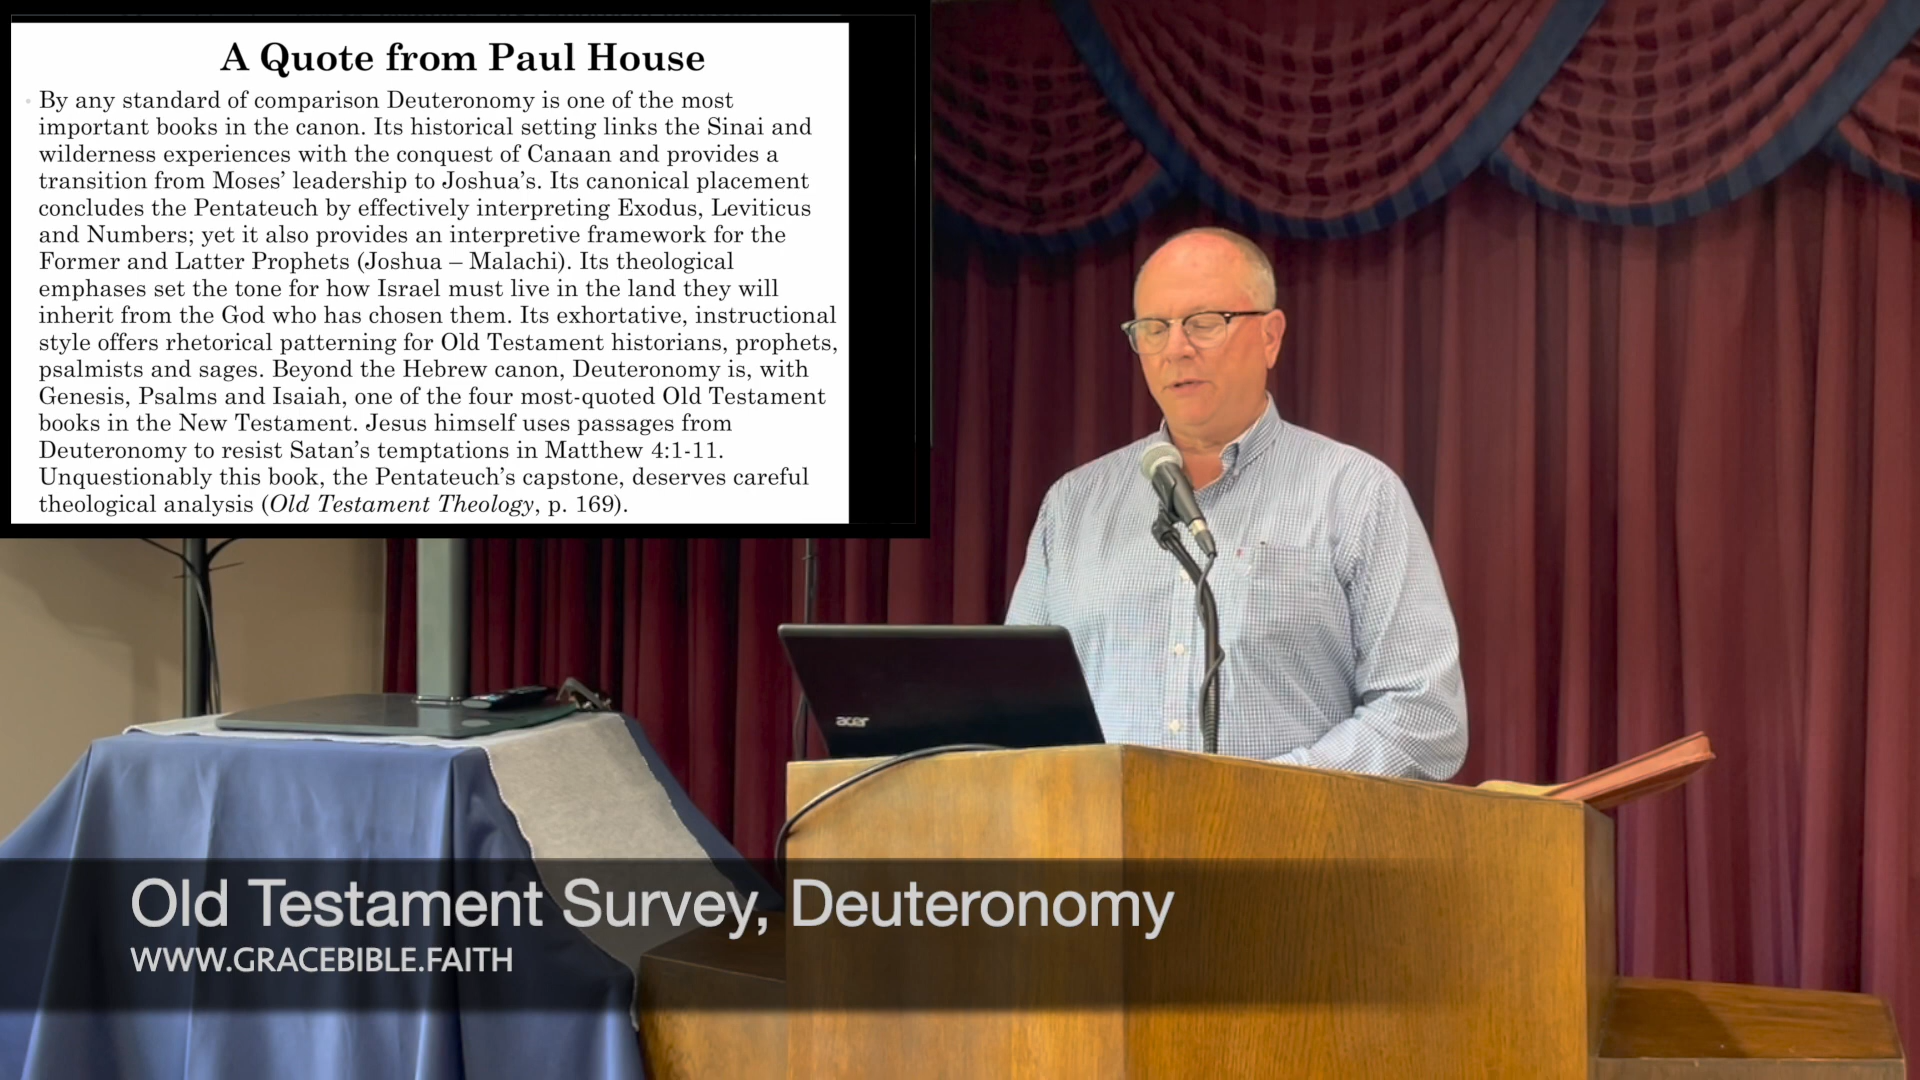 A Quote from Paul House
By any standard of comparison Deuteronomy is one of the most
important books in the canon. Its historical setting links the Sinai and
wilderness experiences with the conquest of Canaan and provides a
transition from Moses’ leadership to Joshua’s. Its canonical placement
concludes the Pentateuch by effectively interpreting Exodus, Leviticus
and Numbers; yet it also provides an interpretive framework for the
Former and Latter Prophets (Joshua – Malachi). Its theological
emphases set the tone for how Israel must live in the land they will
inherit from the God who has chosen them. Its exhortative, instructional
style offers rhetorical patterning for Old Testament historians, prophets,
psalmists and sages. Beyond the Hebrew canon, Deuteronomy is, with
Genesis, Psalms and Isaiah, one of the four most-quoted Old Testament
books in the New Testament. Jesus himself uses passages from
Deuteronomy to resist Satan’s temptations in Matthew 4:1-11.
Unquestionably this book, the Pentateuch’s capstone, deserves careful
theological analysis (Old Testament Theology, p. 169).
acer
Old Testament Survey, Deuteronomy
WWW.GRACEBIBLE.FAITH